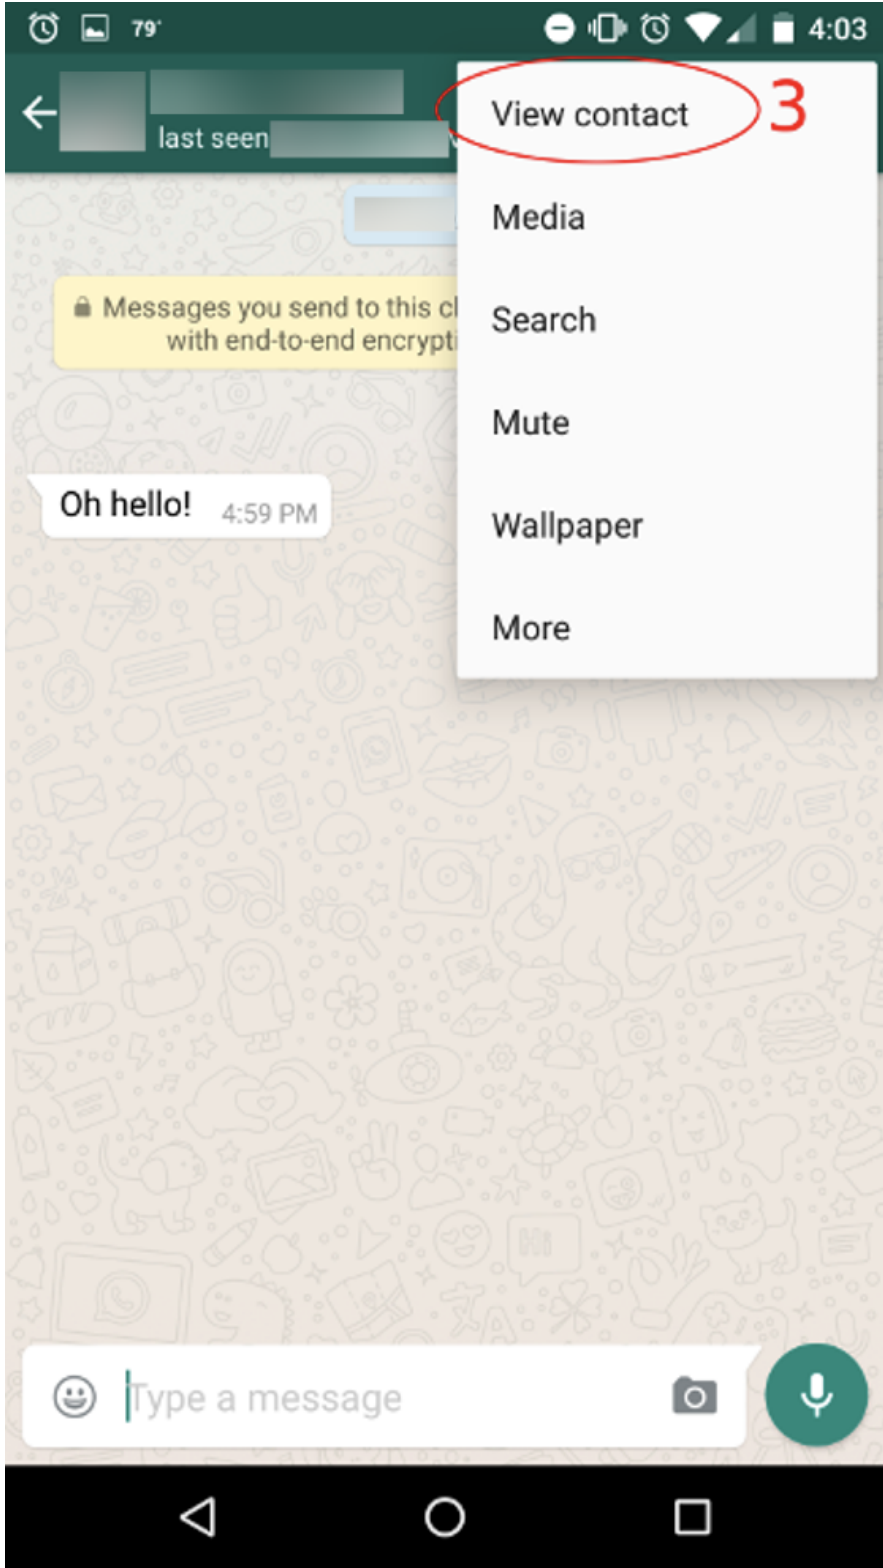 79°
4:03
last seen
View contact
3
Media
Messages you send to this
with end-to-end
Search
Mute
Oh hello! 4:59 PM
Wallpaper
More
Hi
Type a message